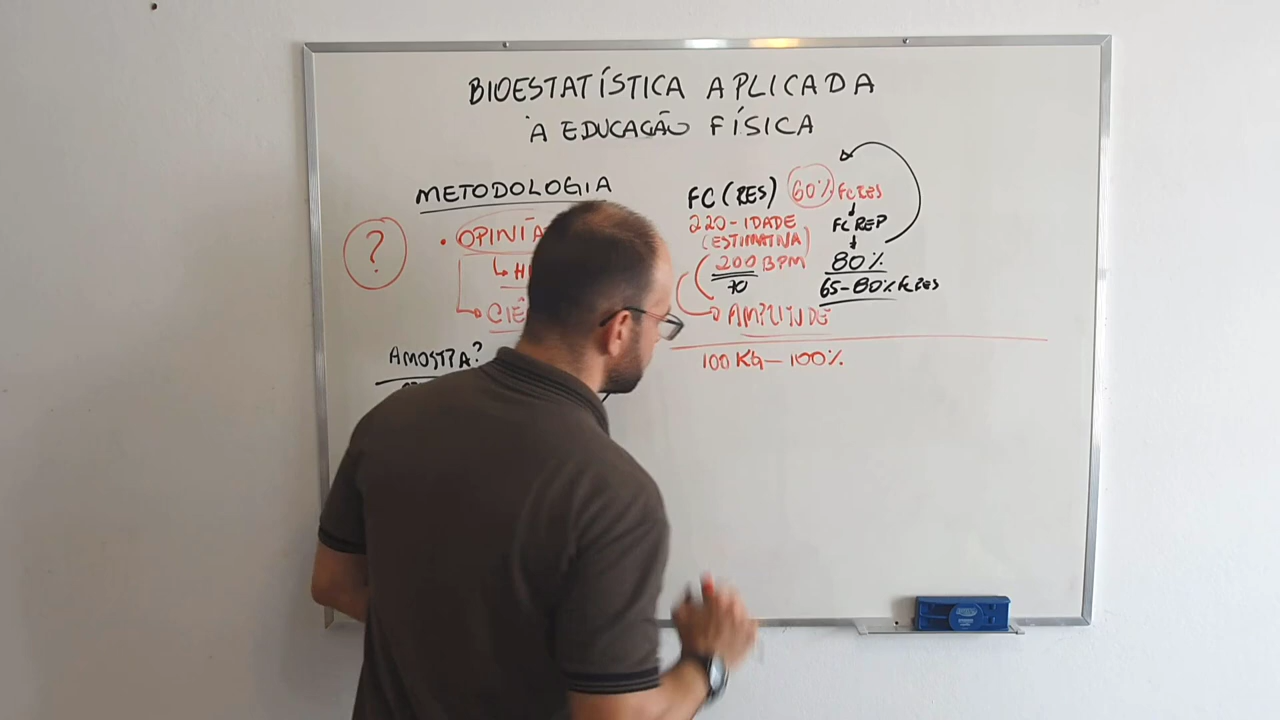 BIOESTATÍSTICA APLICADA
À EDUCAÇÃO FÍSICA
METODOLOGIA
?
• OPINIÃ
↳ H
↳ CIÊ
AMOSTRA?
FC (RES) 60% FCRES
220-IDADE
(ESTIMATIVA)
200 BPM
70
AMPLITUDE
FC REP
80%
65-80% FCRES
100 KG — 100%